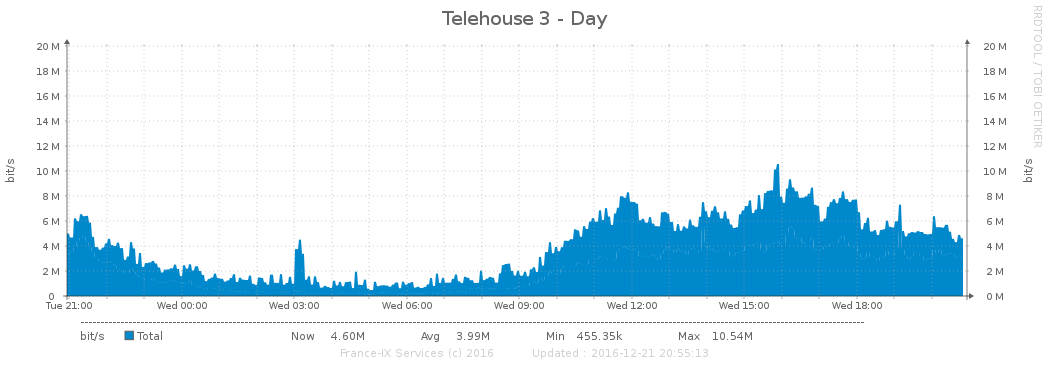 Telehouse 3 - Day
RRDTOOL / TOBI OETIKER
20 M 20 M
18 M 18 M
16 M 16 M
14 M 14 M
12 M 12 M
10 M 10 M
8 M 8 M
6 M 6 M
4 M 4 M
2 M 2 M
0 0 M
bit/s bit/s
Tue 21:00 Wed 00:00 Wed 03:00 Wed 06:00 Wed 09:00 Wed 12:00 Wed 15:00 Wed 18:00
bit/s Total Now 4.60M Avg 3.99M Min 455.35k Max 10.54M
France-IX Services (c) 2016 Updated : 2016-12-21 20:55:13